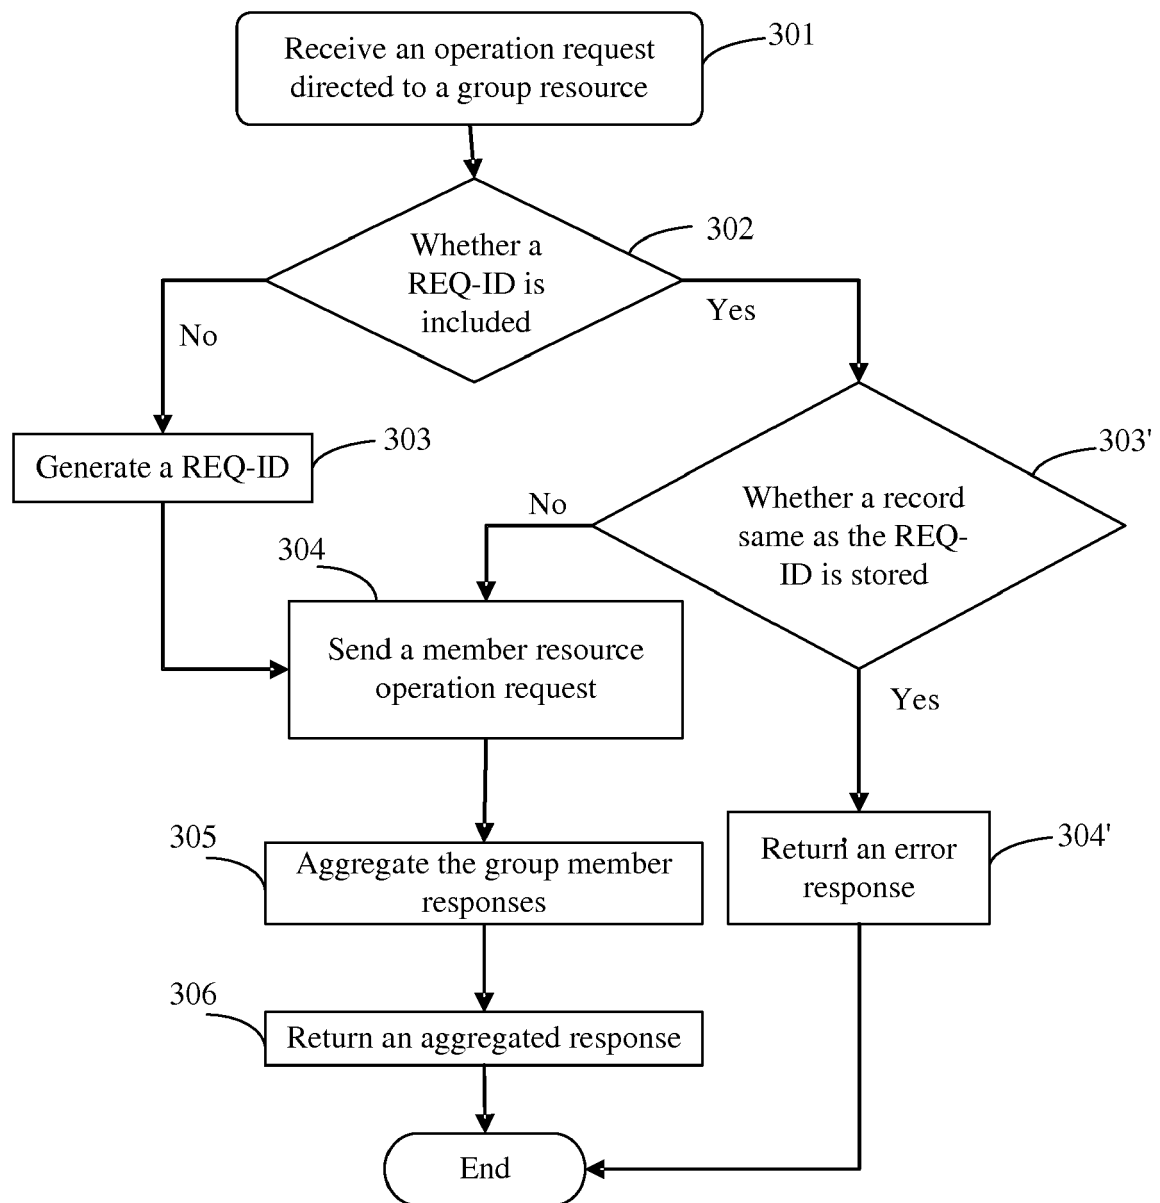 Receive an operation request
directed to a group resource
301
Whether a
REQ-ID is
included
302
No
Yes
Generate a REQ-ID
303
303'
Whether a record
same as the REQ-
ID is stored
No
304
Send a member resource
operation request
Yes
305
Aggregate the group member
responses
Return an error
response
304'
306
Return an aggregated response
End